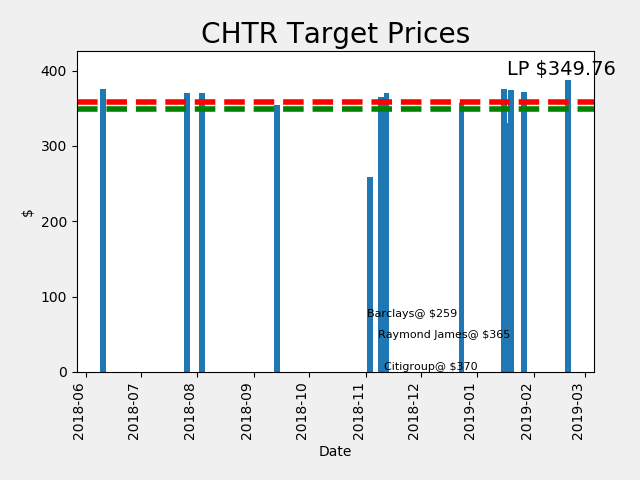 CHTR Target Prices
LP $349.76
400
300
200
100
0
$
Barclays@ $259
Raymond James@ $365
Citigroup@ $370
2018-06
2018-07
2018-08
2018-09
2018-10
2018-11
2018-12
2019-01
2019-02
2019-03
Date